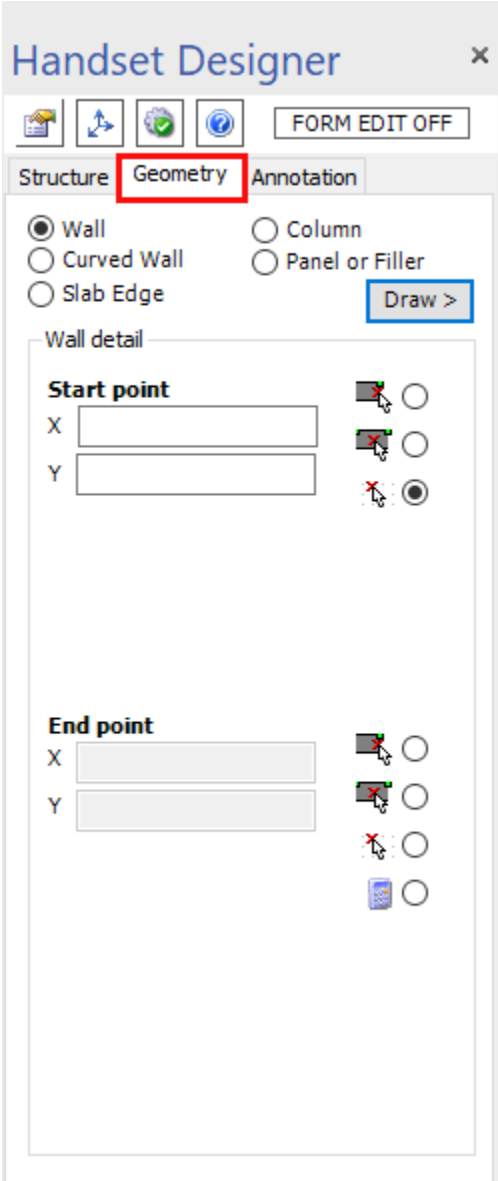 Handset Designer ×
FORM EDIT OFF
Structure Geometry Annotation
Wall Column
Curved Wall Panel or Filler
Slab Edge Draw >
Wall detail
Start point
X
Y
End point
X
Y